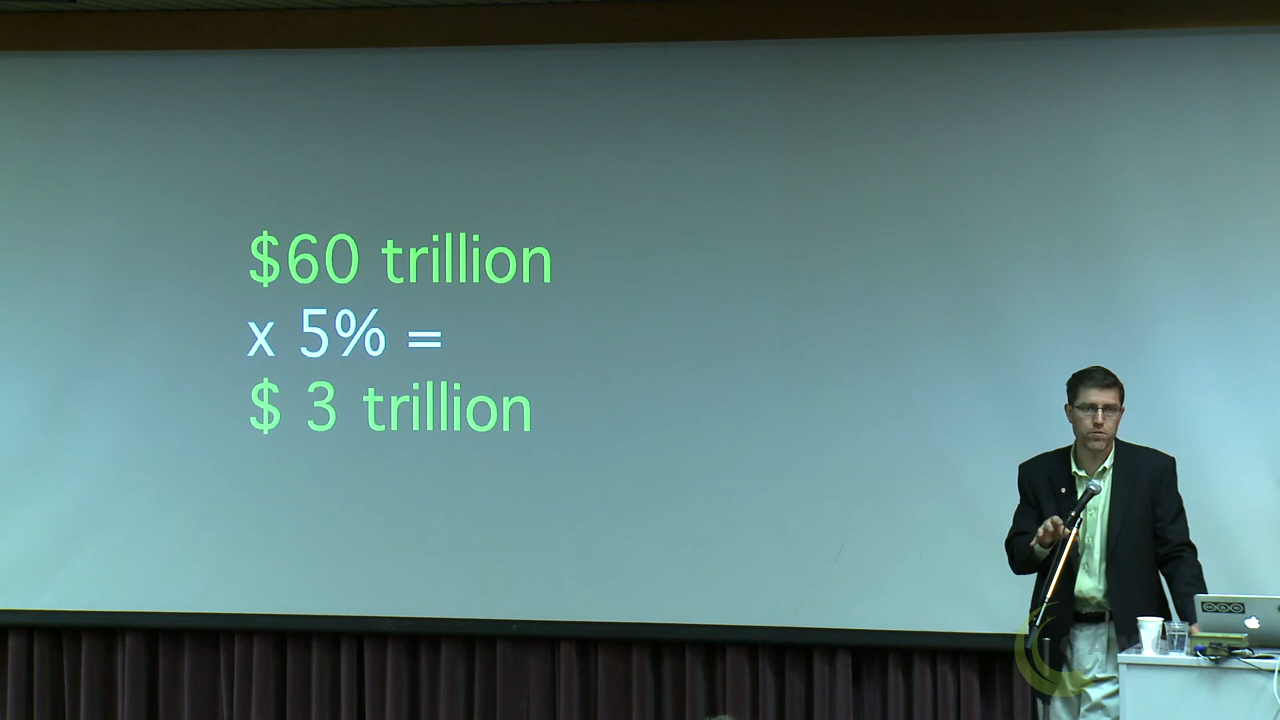 $60 trillion
x 5% =
$ 3 trillion